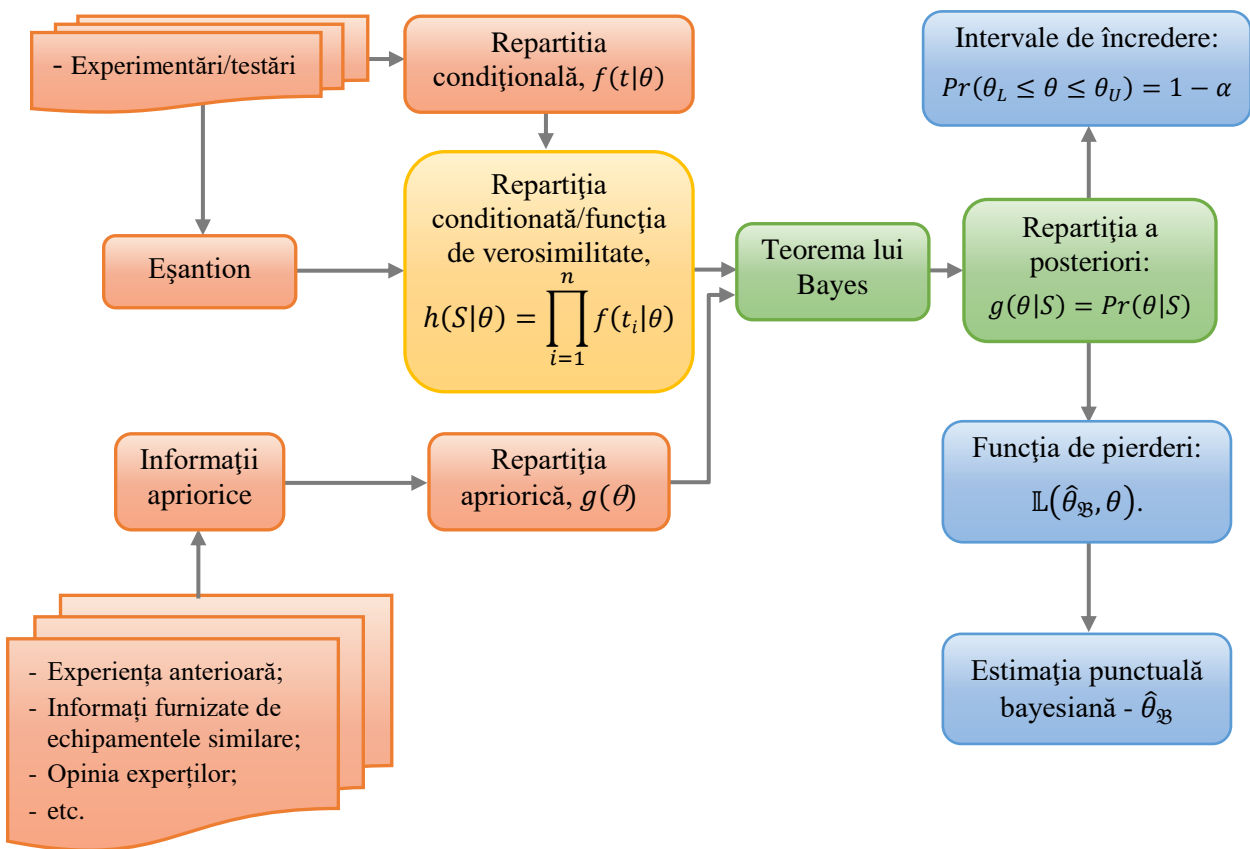 - Experimentări/testări
Repartitia
condiţională, f(t|θ)
Intervale de încredere:
Pr(θ_L ≤ θ ≤ θ_U) = 1 − α
Eşantion
Repartiţia
conditionată/funcţia
de verosimilitate,
h(S|θ) = ∏_{i=1}^{n} f(t_i|θ)
Teorema lui
Bayes
Repartiţia a
posteriori:
g(θ|S) = Pr(θ|S)
Informaţii
apriorice
Repartiţia
apriorică, g(θ)
Funcţia de pierderi:
𝕃(θ̂_𝔅, θ).
- Experiența anterioară;
- Informați furnizate de
echipamentele similare;
- Opinia experților;
- etc.
Estimaţia punctuală
bayesiană - θ̂_𝔅